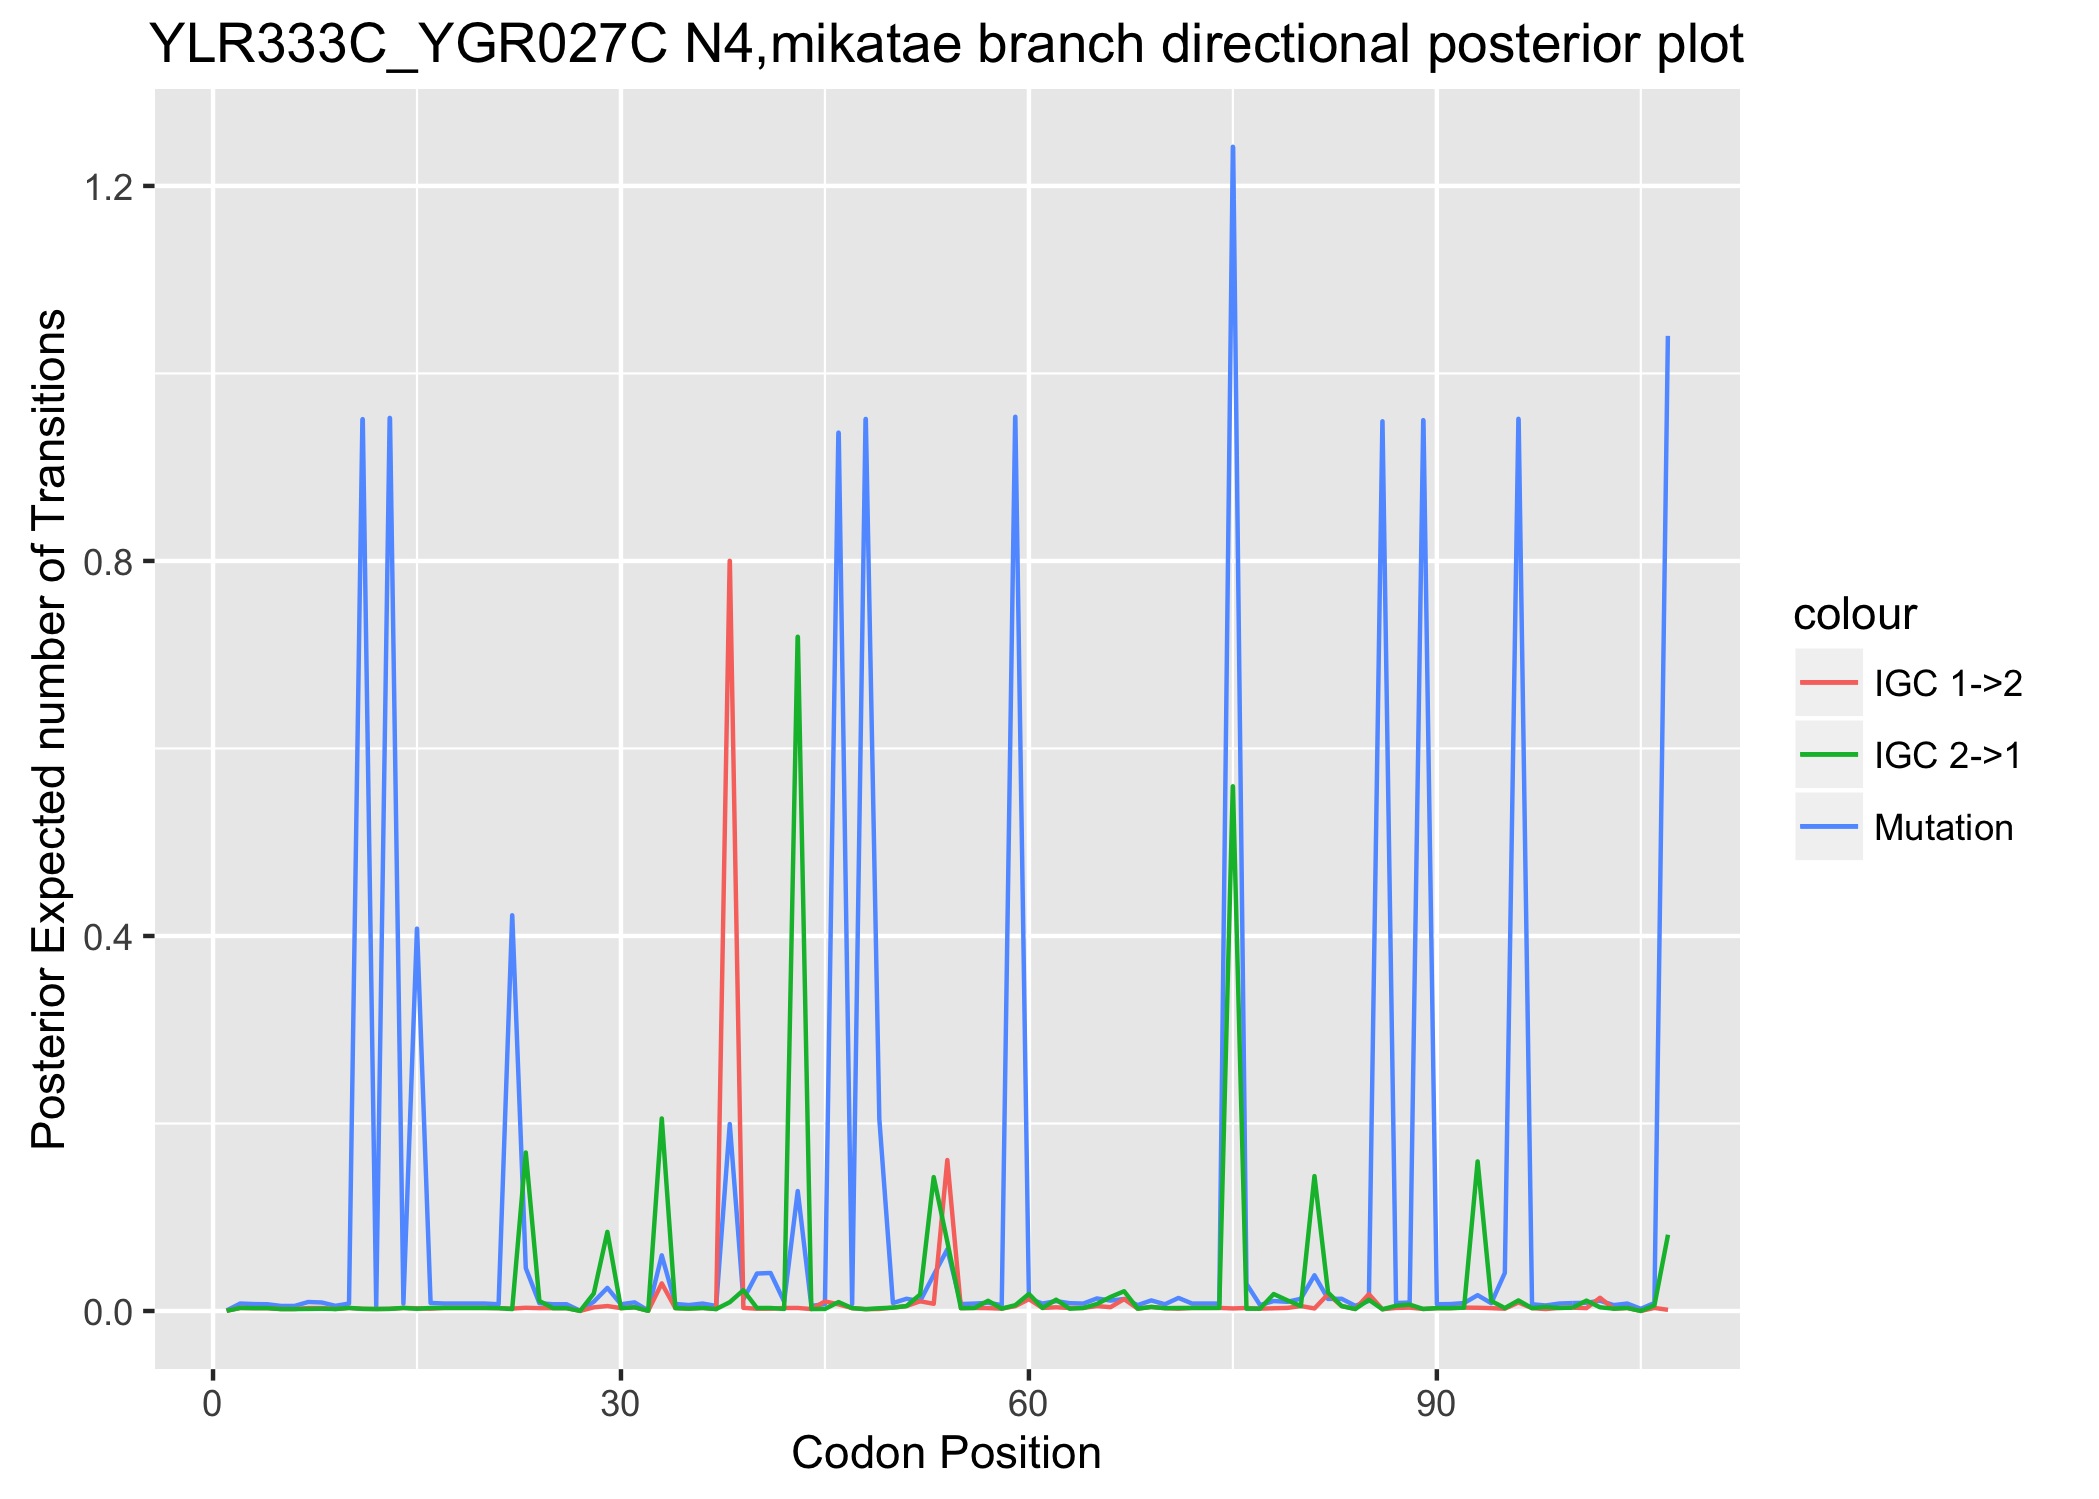 YLR333C_YGR027C N4,mikatae branch directional posterior plot
Posterior Expected number of Transitions
1.2
0.8
0.4
0.0
0
30
60
90
Codon Position
colour
IGC 1->2
IGC 2->1
Mutation